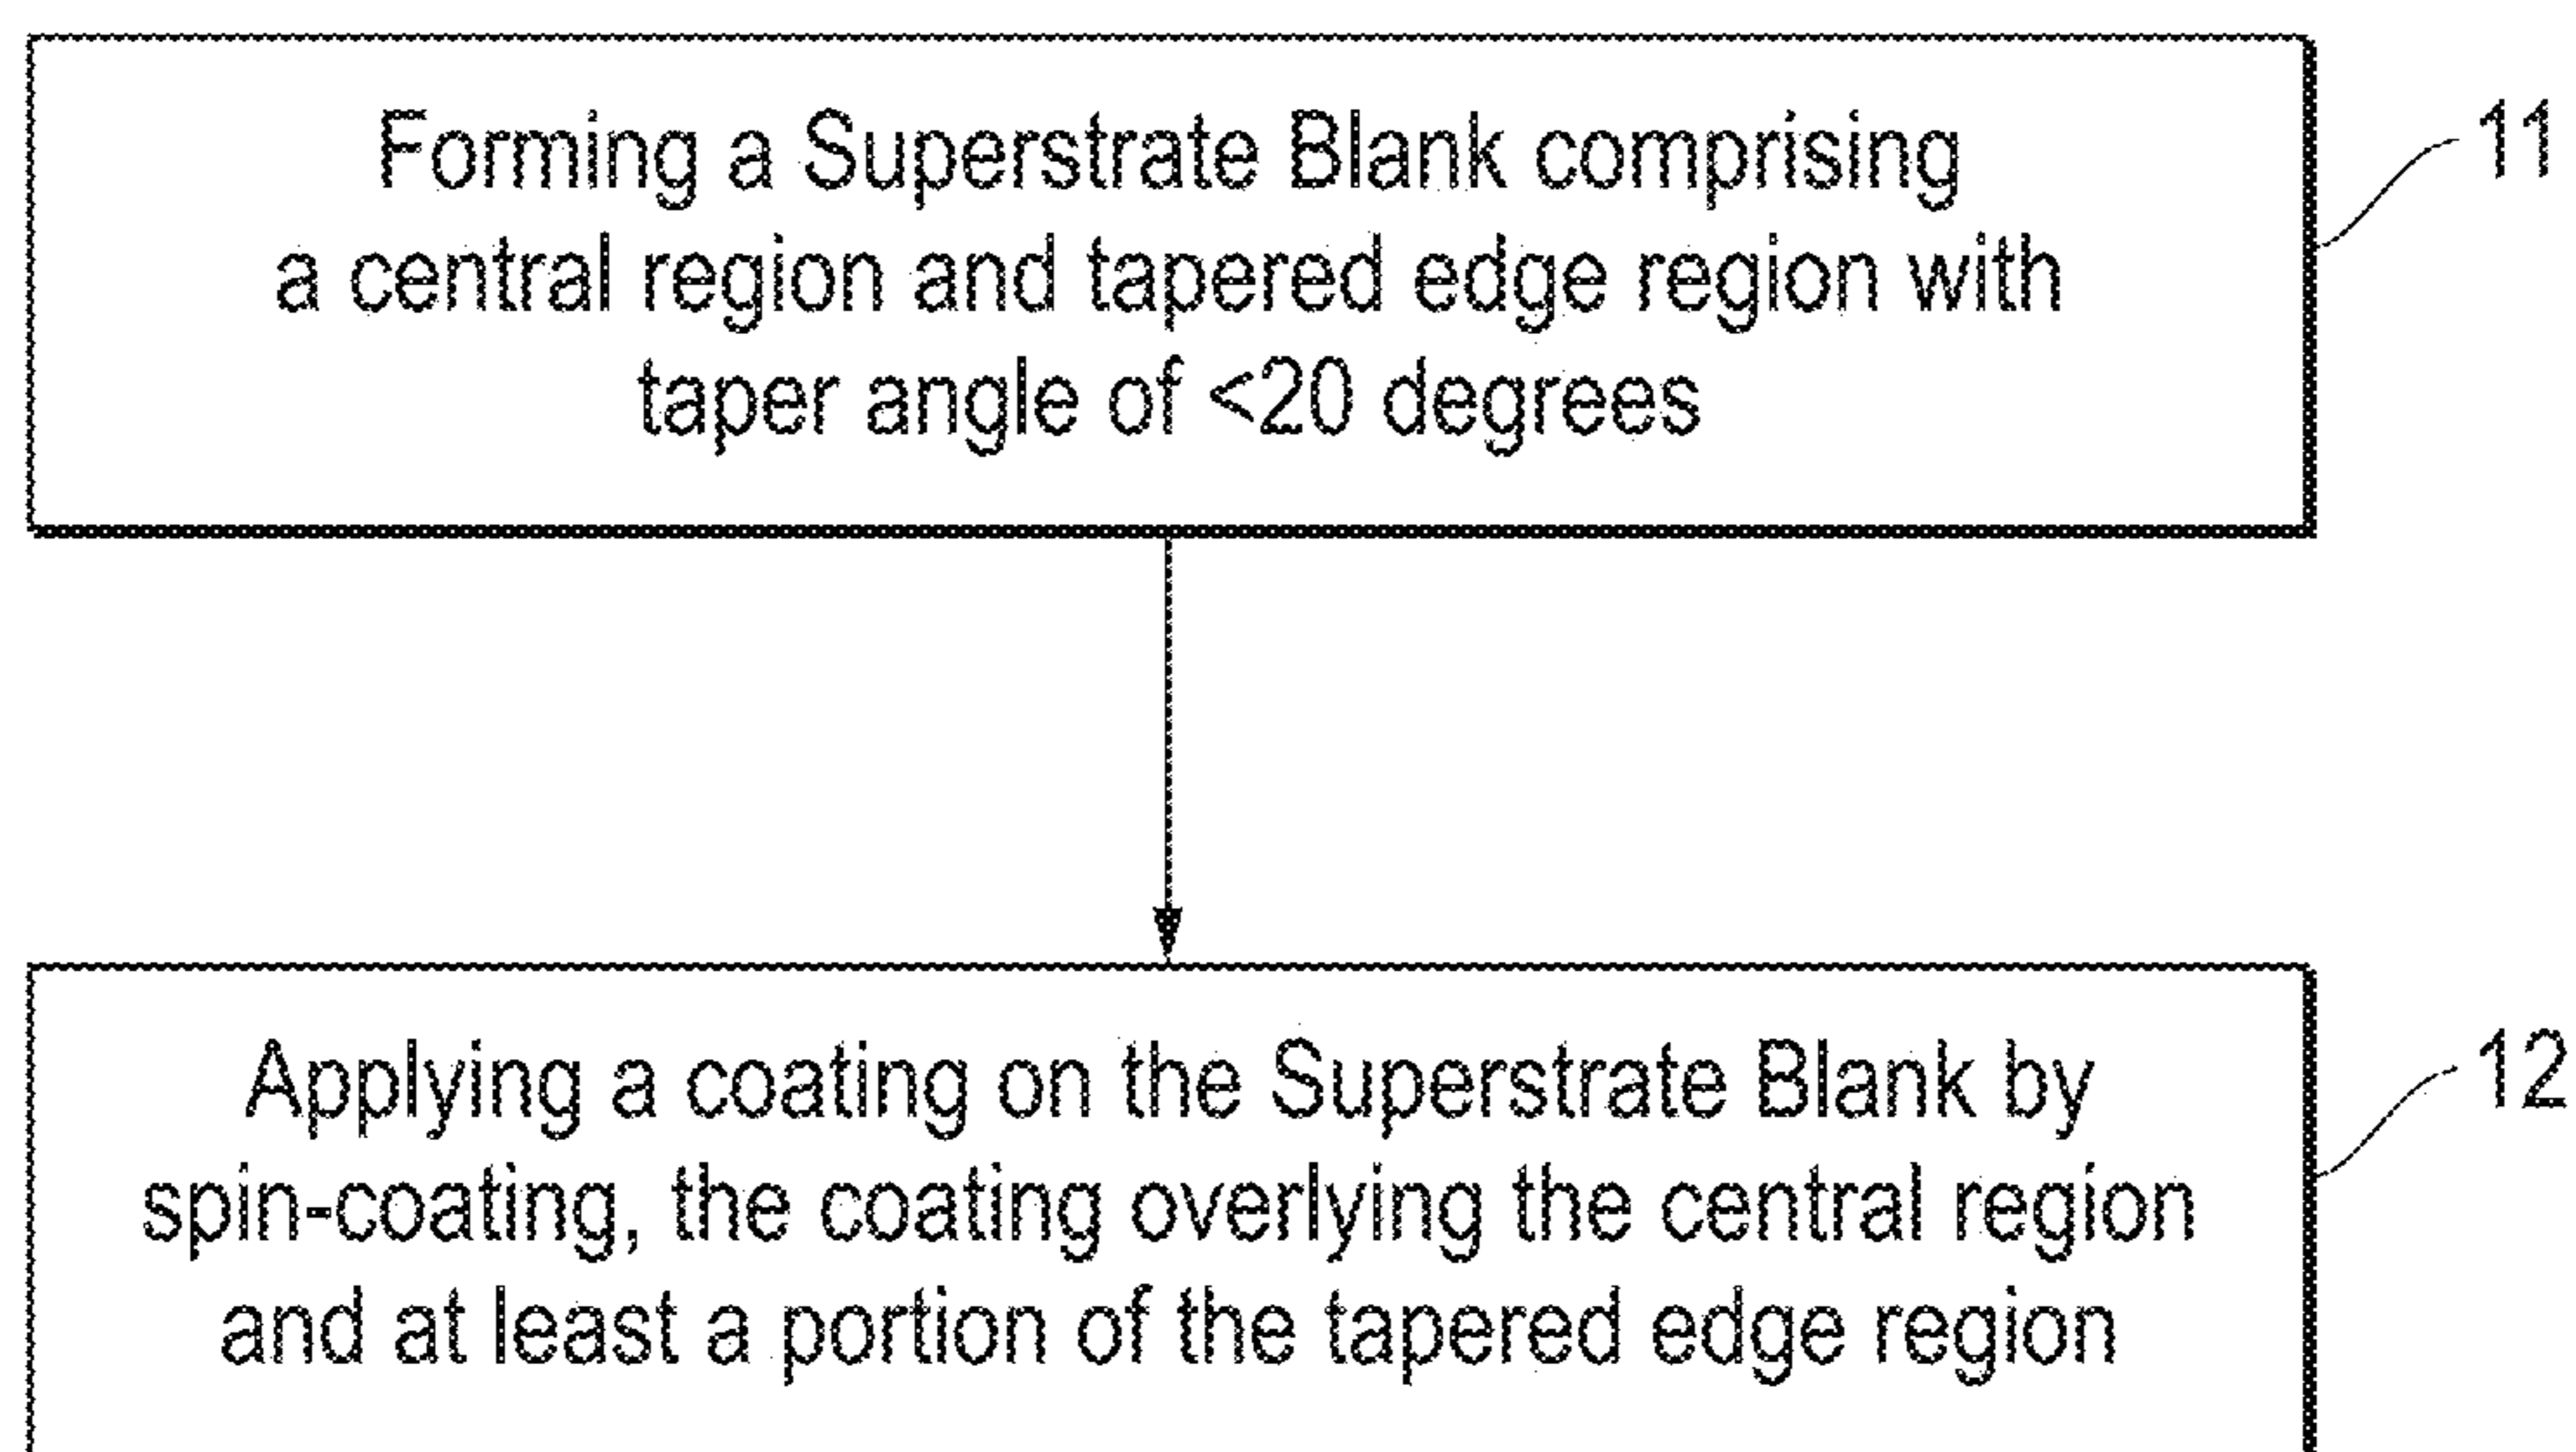 Forming a Superstrate Blank comprising
a central region and tapered edge region with
taper angle of <20 degrees
11
Applying a coating on the Superstrate Blank by
spin-coating, the coating overlying the central region
and at least a portion of the tapered edge region
12